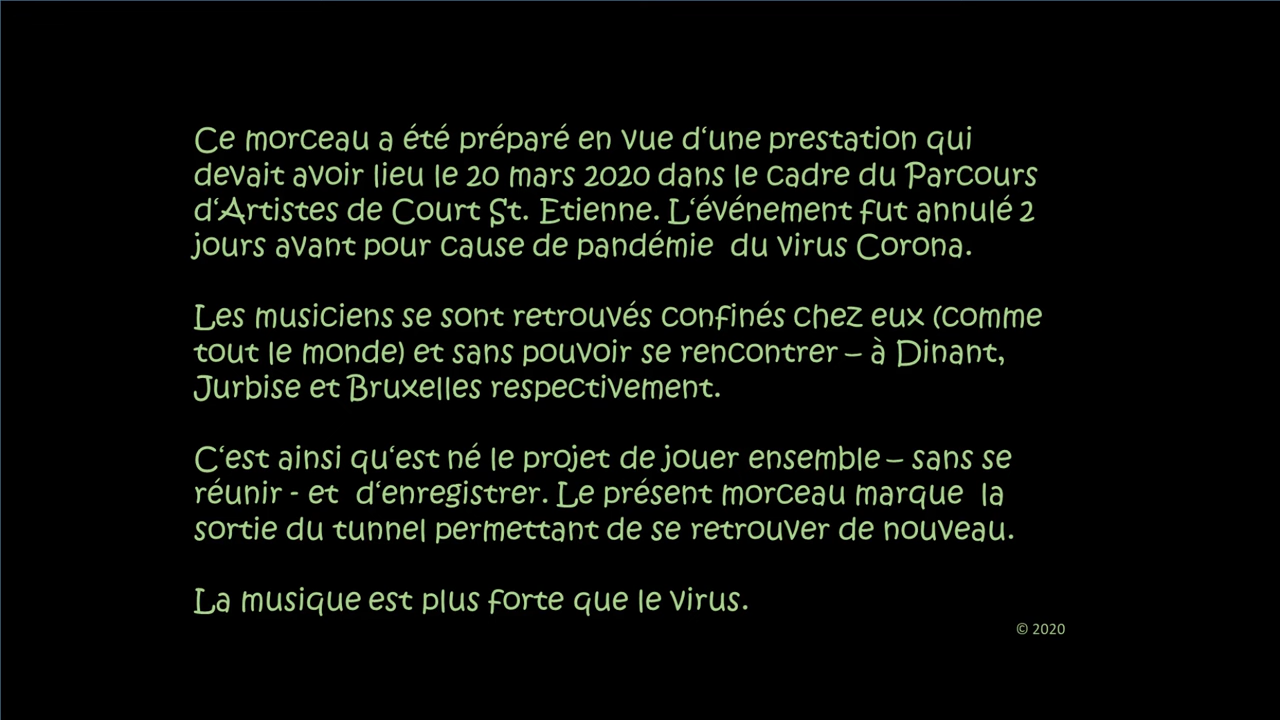 Ce morceau a été préparé en vue d‘une prestation qui
devait avoir lieu le 20 mars 2020 dans le cadre du Parcours
d‘Artistes de Court St. Etienne. L‘événement fut annulé 2
jours avant pour cause de pandémie  du virus Corona.
Les musiciens se sont retrouvés confinés chez eux (comme
tout le monde) et sans pouvoir se rencontrer – à Dinant,
Jurbise et Bruxelles respectivement.
C‘est ainsi qu‘est né le projet de jouer ensemble – sans se
réunir - et  d‘enregistrer. Le présent morceau marque  la
sortie du tunnel permettant de se retrouver de nouveau.
La musique est plus forte que le virus.
© 2020